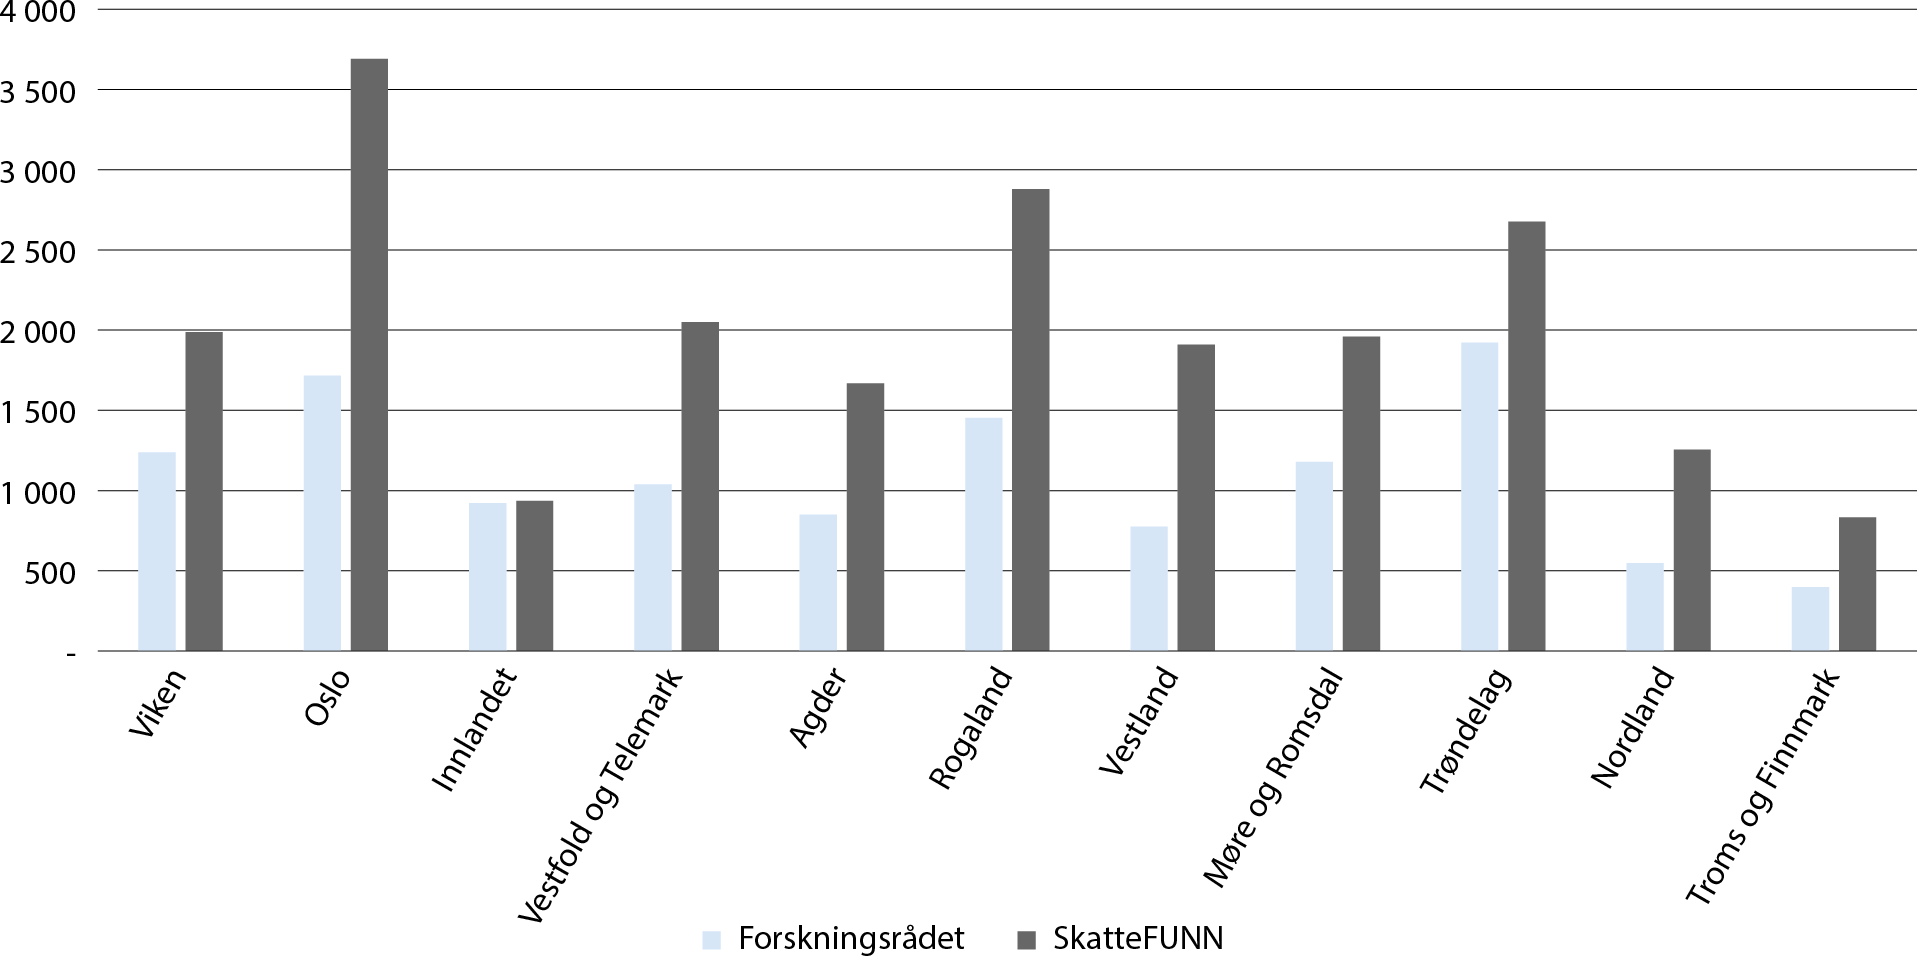 4 000
3 500
3 000
2 500
2 000
1 500
1 000
500
-
Viken
Oslo
Innlandet
Vestfold og Telemark
Agder
Rogaland
Vestland
Møre og Romsdal
Trøndelag
Nordland
Troms og Finnmark
Forskningsrådet
SkatteFUNN